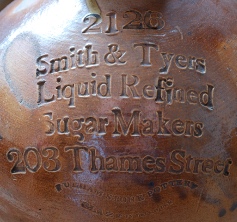 2120
Smith & Tyers
Liquid Refined
Sugar Makers
203 Thames Street